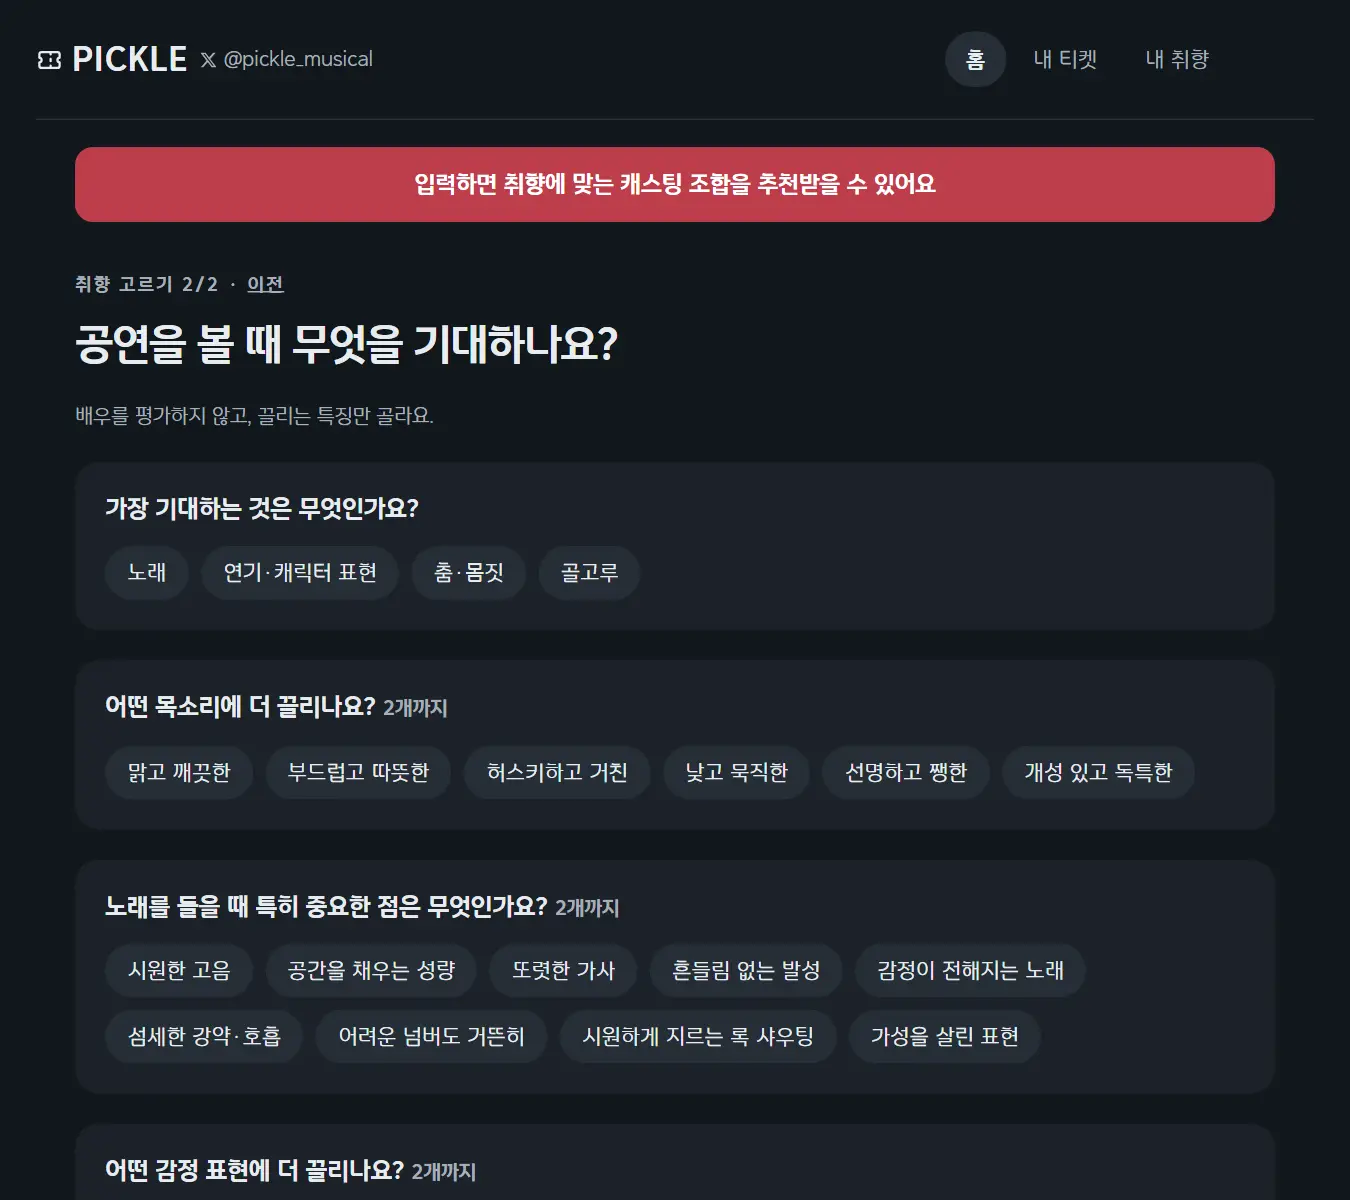 PICKLE 𝕏 @pickle_musical 홈 내 티켓 내 취향
입력하면 취향에 맞는 캐스팅 조합을 추천받을 수 있어요
취향 고르기 2/2 · 이전
공연을 볼 때 무엇을 기대하나요?
배우를 평가하지 않고, 끌리는 특징만 골라요.
가장 기대하는 것은 무엇인가요?
노래 연기·캐릭터 표현 춤·몸짓 골고루
어떤 목소리에 더 끌리나요? 2개까지
맑고 깨끗한 부드럽고 따뜻한 허스키하고 거친 낮고 묵직한 선명하고 쨍한 개성 있고 독특한
노래를 들을 때 특히 중요한 점은 무엇인가요? 2개까지
시원한 고음 공간을 채우는 성량 또렷한 가사 흔들림 없는 발성 감정이 전해지는 노래
섬세한 강약·호흡 어려운 넘버도 거뜬히 시원하게 지르는 록 샤우팅 가성을 살린 표현
어떤 감정 표현에 더 끌리나요? 2개까지